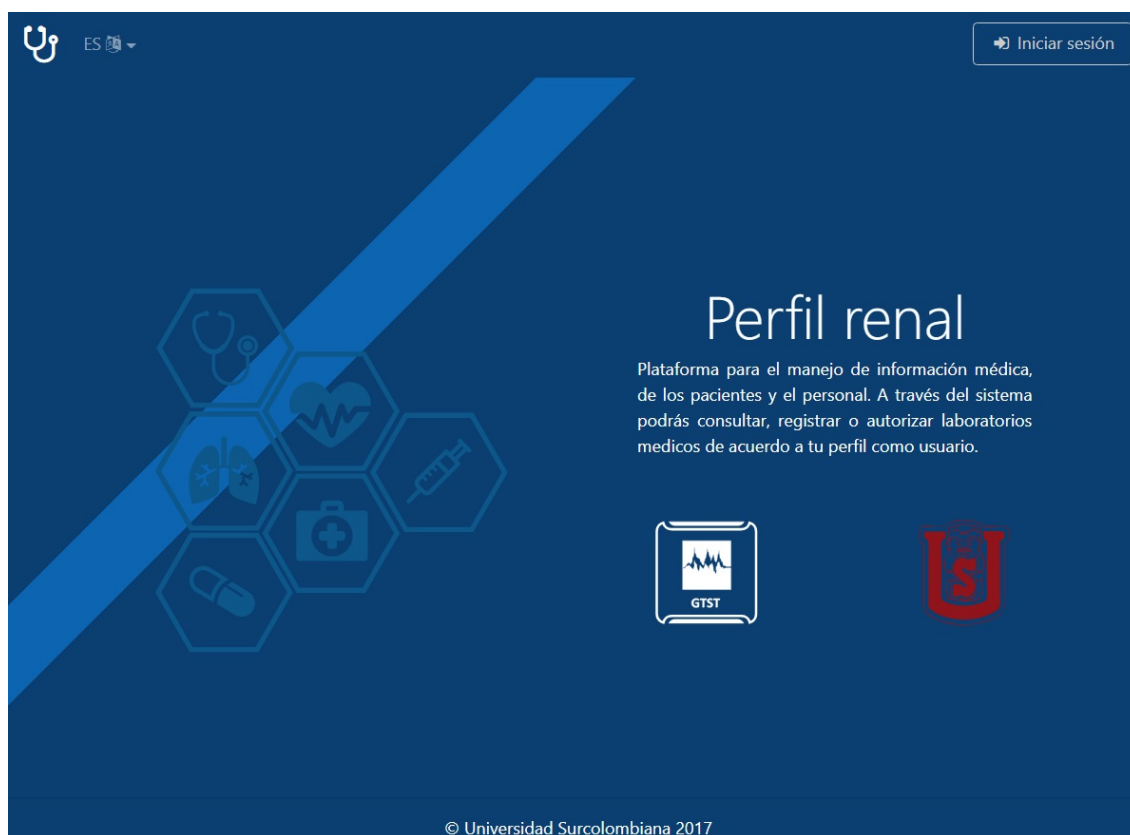 ES
Iniciar sesión
Perfil renal
Plataforma para el manejo de información médica,
de los pacientes y el personal. A través del sistema
podrás consultar, registrar o autorizar laboratorios
medicos de acuerdo a tu perfil como usuario.
GTST
U
S
© Universidad Surcolombiana 2017